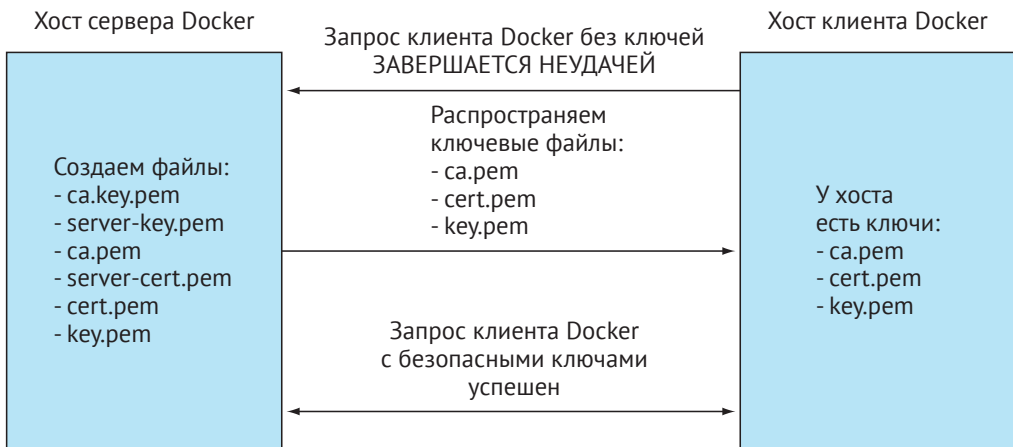 Хост сервера Docker
Хост клиента Docker
Запрос клиента Docker без ключей
ЗАВЕРШАЕТСЯ НЕУДАЧЕЙ
Распространяем
ключевые файлы:
- ca.pem
- cert.pem
- key.pem
Создаем файлы:
- ca.key.pem
- server-key.pem
- ca.pem
- server-cert.pem
- cert.pem
- key.pem
У хоста
есть ключи:
- ca.pem
- cert.pem
- key.pem
Запрос клиента Docker
с безопасными ключами
успешен